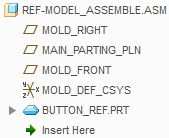 REF-MODEL_ASSEMBLE.ASM
MOLD_RIGHT
MAIN_PARTING_PLN
MOLD_FRONT
MOLD_DEF_CSYS
BUTTON_REF.PRT
Insert Here